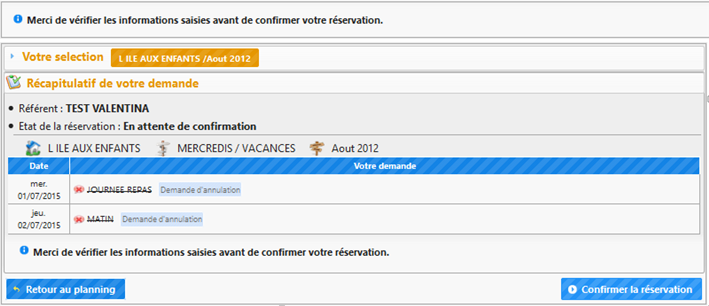 Merci de vérifier les informations saisies avant de confirmer votre réservation.
Votre selection L ILE AUX ENFANTS /Aout 2012
Récapitulatif de votre demande
Référent : TEST VALENTINA
Etat de la réservation : En attente de confirmation
L ILE AUX ENFANTS MERCREDIS / VACANCES Aout 2012
Date Votre demande
mer.
01/07/2015 JOURNEE REPAS Demande d'annulation
jeu.
02/07/2015 MATIN Demande d'annulation
Merci de vérifier les informations saisies avant de confirmer votre réservation.
Retour au planning Confirmer la réservation